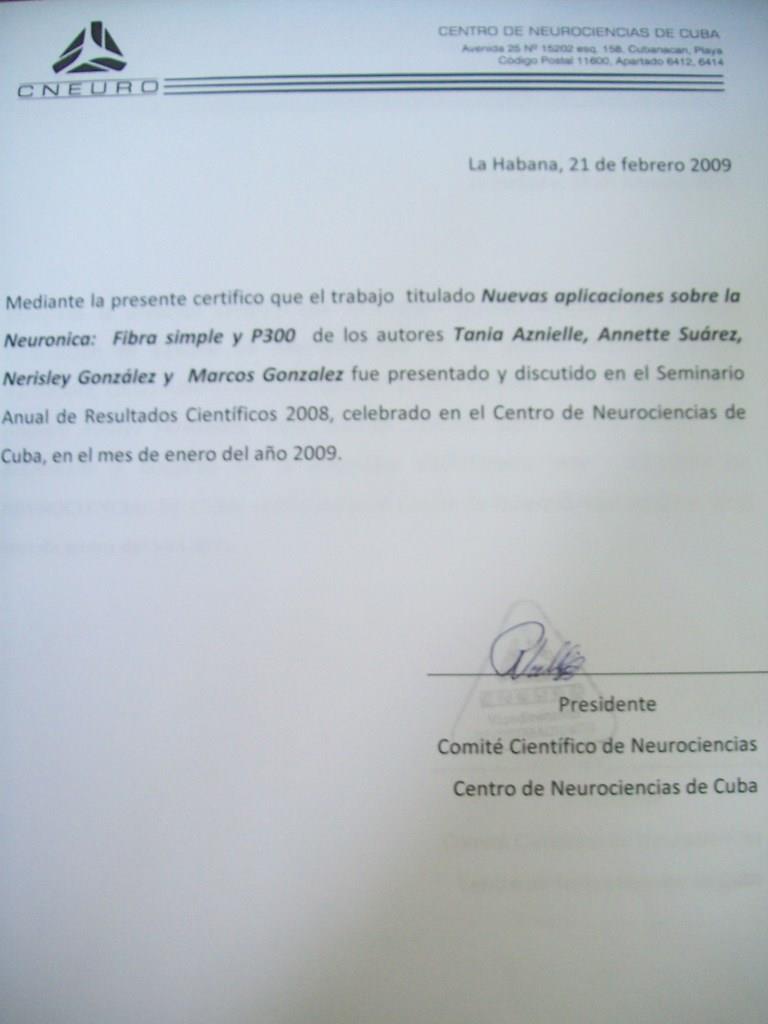 CENTRO DE NEUROCIENCIAS DE CUBA
Avenida 25 Nº 15202 esq. 158, Cubanacan, Playa
Código Postal 11600, Apartado 6412, 6414
CNEURO
La Habana, 21 de febrero 2009
Mediante la presente certifico que el trabajo titulado Nuevas aplicaciones sobre la
Neuronica: Fibra simple y P300 de los autores Tania Aznielle, Annette Suárez,
Nerisley González y Marcos Gonzalez fue presentado y discutido en el Seminario
Anual de Resultados Científicos 2008, celebrado en el Centro de Neurociencias de
Cuba, en el mes de enero del año 2009.
CNEURO
Presidente
Comité Científico de Neurociencias
Centro de Neurociencias de Cuba